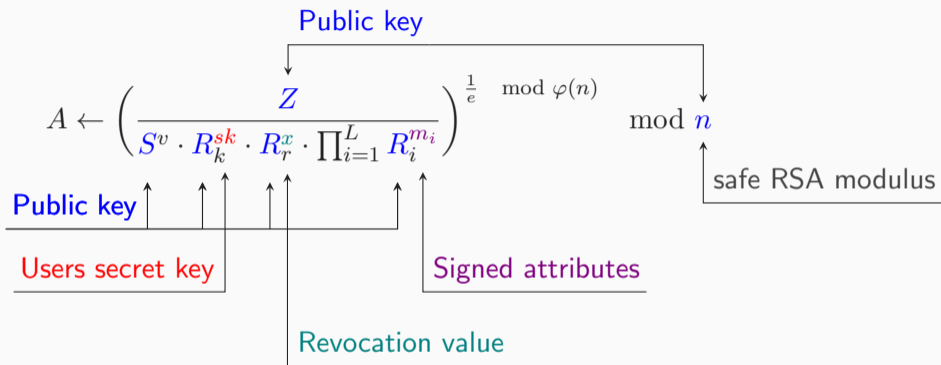 Public key
A ← ( Z / S^v · R_k^{sk} · R_r^x · ∏_{i=1}^L R_i^{m_i} )^{1/e mod φ(n)} mod n
safe RSA modulus
Public key
Users secret key
Signed attributes
Revocation value